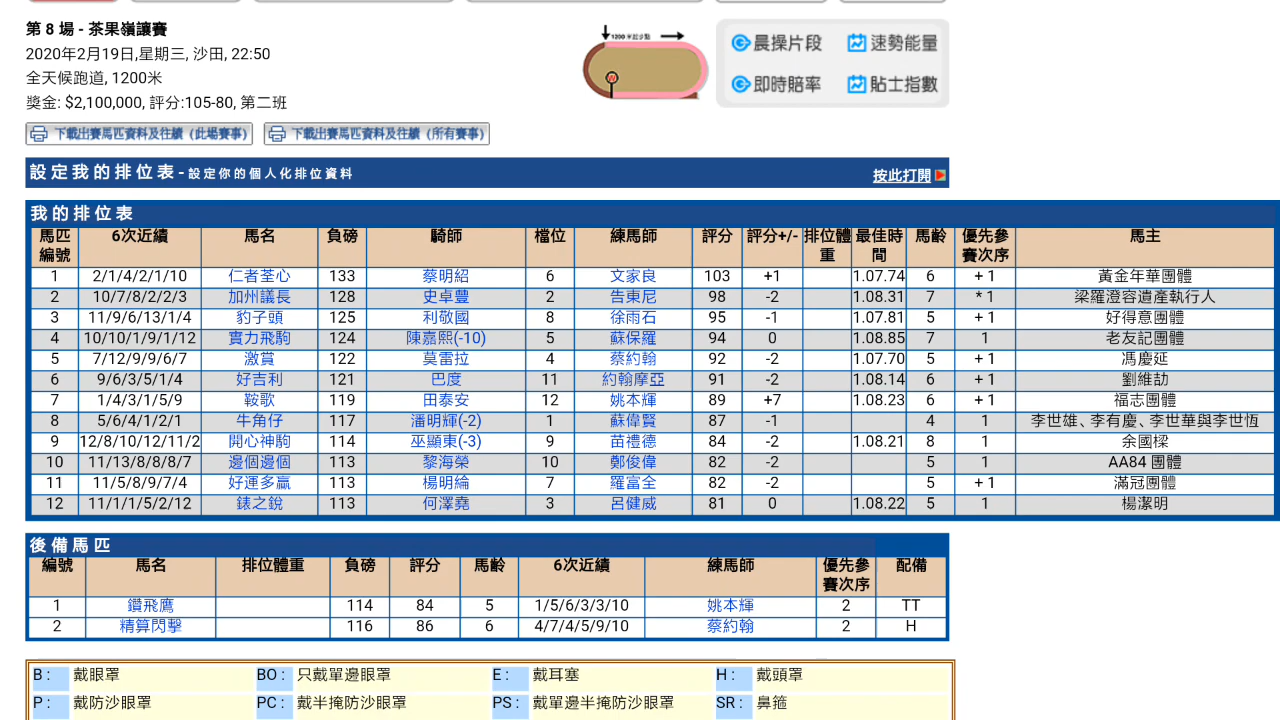 第 8 場 - 茶果嶺讓賽
2020年2月19日,星期三, 沙田, 22:50
全天候跑道, 1200米
獎金: $2,100,000, 評分:105-80, 第二班
1200 米起步點
W
晨操片段 速勢能量
即時賠率 貼士指數
下載出賽馬匹資料及往績（此場賽事） 下載出賽馬匹資料及往績（所有賽事）
設定我的排位表 - 設定你的個人化排位資料 按此打開
我的排位表
馬匹編號 6次近績 馬名 負磅 騎師 檔位 練馬師 評分 評分+/- 排位體重 最佳時間 馬齡 優先參賽次序 馬主
1 2/1/4/2/1/10 仁者荃心 133 蔡明紹 6 文家良 103 +1 1.07.74 6 + 1 黃金年華團體
2 10/7/8/2/2/3 加州議長 128 史卓豐 2 告東尼 98 -2 1.08.31 7 * 1 梁羅澄容遺產執行人
3 11/9/6/13/1/4 豹子頭 125 利敬國 8 徐雨石 95 -1 1.07.81 5 + 1 好得意團體
4 10/10/1/9/1/12 實力飛駒 124 陳嘉熙(-10) 5 蘇保羅 94 0 1.08.85 7 1 老友記團體
5 7/12/9/9/6/7 激賞 122 莫雷拉 4 蔡約翰 92 -2 1.07.70 5 + 1 馮慶延
6 9/6/3/5/1/4 好吉利 121 巴度 11 約翰摩亞 91 -2 1.08.14 6 + 1 劉維劼
7 1/4/3/1/5/9 鞍歌 119 田泰安 12 姚本輝 89 +7 1.08.23 6 + 1 福志團體
8 5/6/4/1/2/1 牛角仔 117 潘明輝(-2) 1 蘇偉賢 87 -1 4 1 李世雄、李有慶、李世華與李世恆
9 12/8/10/12/11/2 開心神駒 114 巫顯東(-3) 9 苗禮德 84 -2 1.08.21 8 1 余國樑
10 11/13/8/8/8/7 邊個邊個 113 黎海榮 10 鄭俊偉 82 -2 5 1 AA84 團體
11 11/5/8/9/7/4 好運多贏 113 楊明綸 7 羅富全 82 -2 5 + 1 滿冠團體
12 11/1/1/5/2/12 錶之銳 113 何澤堯 3 呂健威 81 0 1.08.22 5 1 楊潔明
後備馬匹
編號 馬名 排位體重 負磅 評分 馬齡 6次近績 練馬師 優先參賽次序 配備
1 鑽飛鷹 114 84 5 1/5/6/3/3/10 姚本輝 2 TT
2 精算閃擊 116 86 6 4/7/4/5/9/10 蔡約翰 2 H
B : 戴眼罩 BO : 只戴單邊眼罩 E : 戴耳塞 H : 戴頭罩
P : 戴防沙眼罩 PC : 戴半掩防沙眼罩 PS : 戴單邊半掩防沙眼罩 SR : 鼻箍